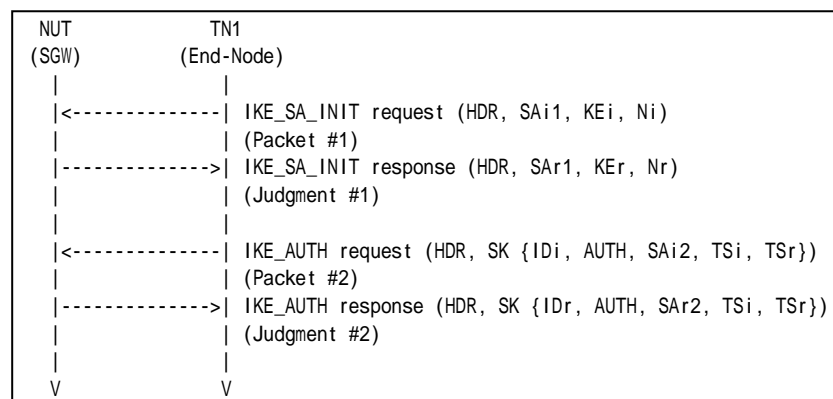 NUT TN1
(SGW) (End-Node)
| |
|<--------------| IKE_SA_INIT request (HDR, SAi1, KEi, Ni)
| | (Packet #1)
|-------------->| IKE_SA_INIT response (HDR, SAr1, KEr, Nr)
| | (Judgment #1)
| |
|<--------------| IKE_AUTH request (HDR, SK {IDi, AUTH, SAi2, TSi, TSr})
| | (Packet #2)
|-------------->| IKE_AUTH response (HDR, SK {IDr, AUTH, SAr2, TSi, TSr})
| | (Judgment #2)
| |
V V